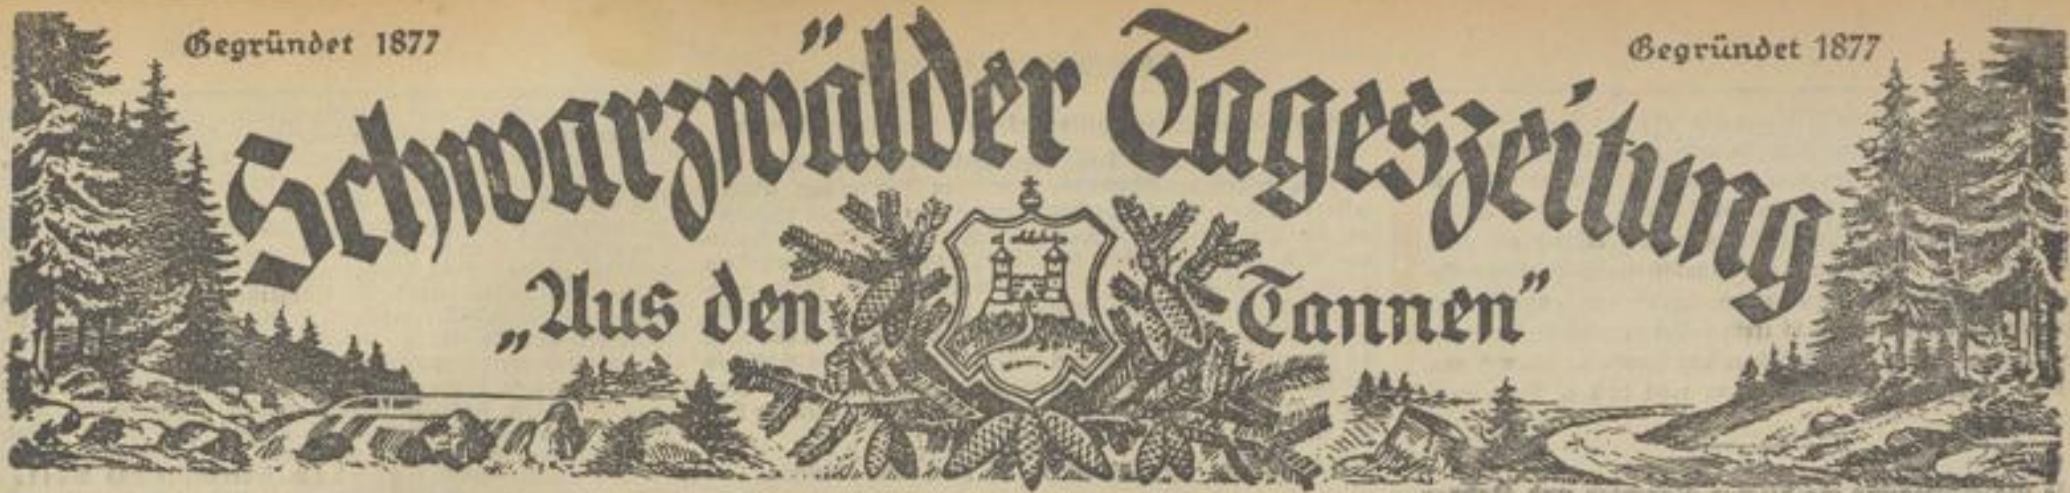 Gegründet 1877
Gegründet 1877
Schwarzwälder Tageszeitung
„Aus den Tannen"